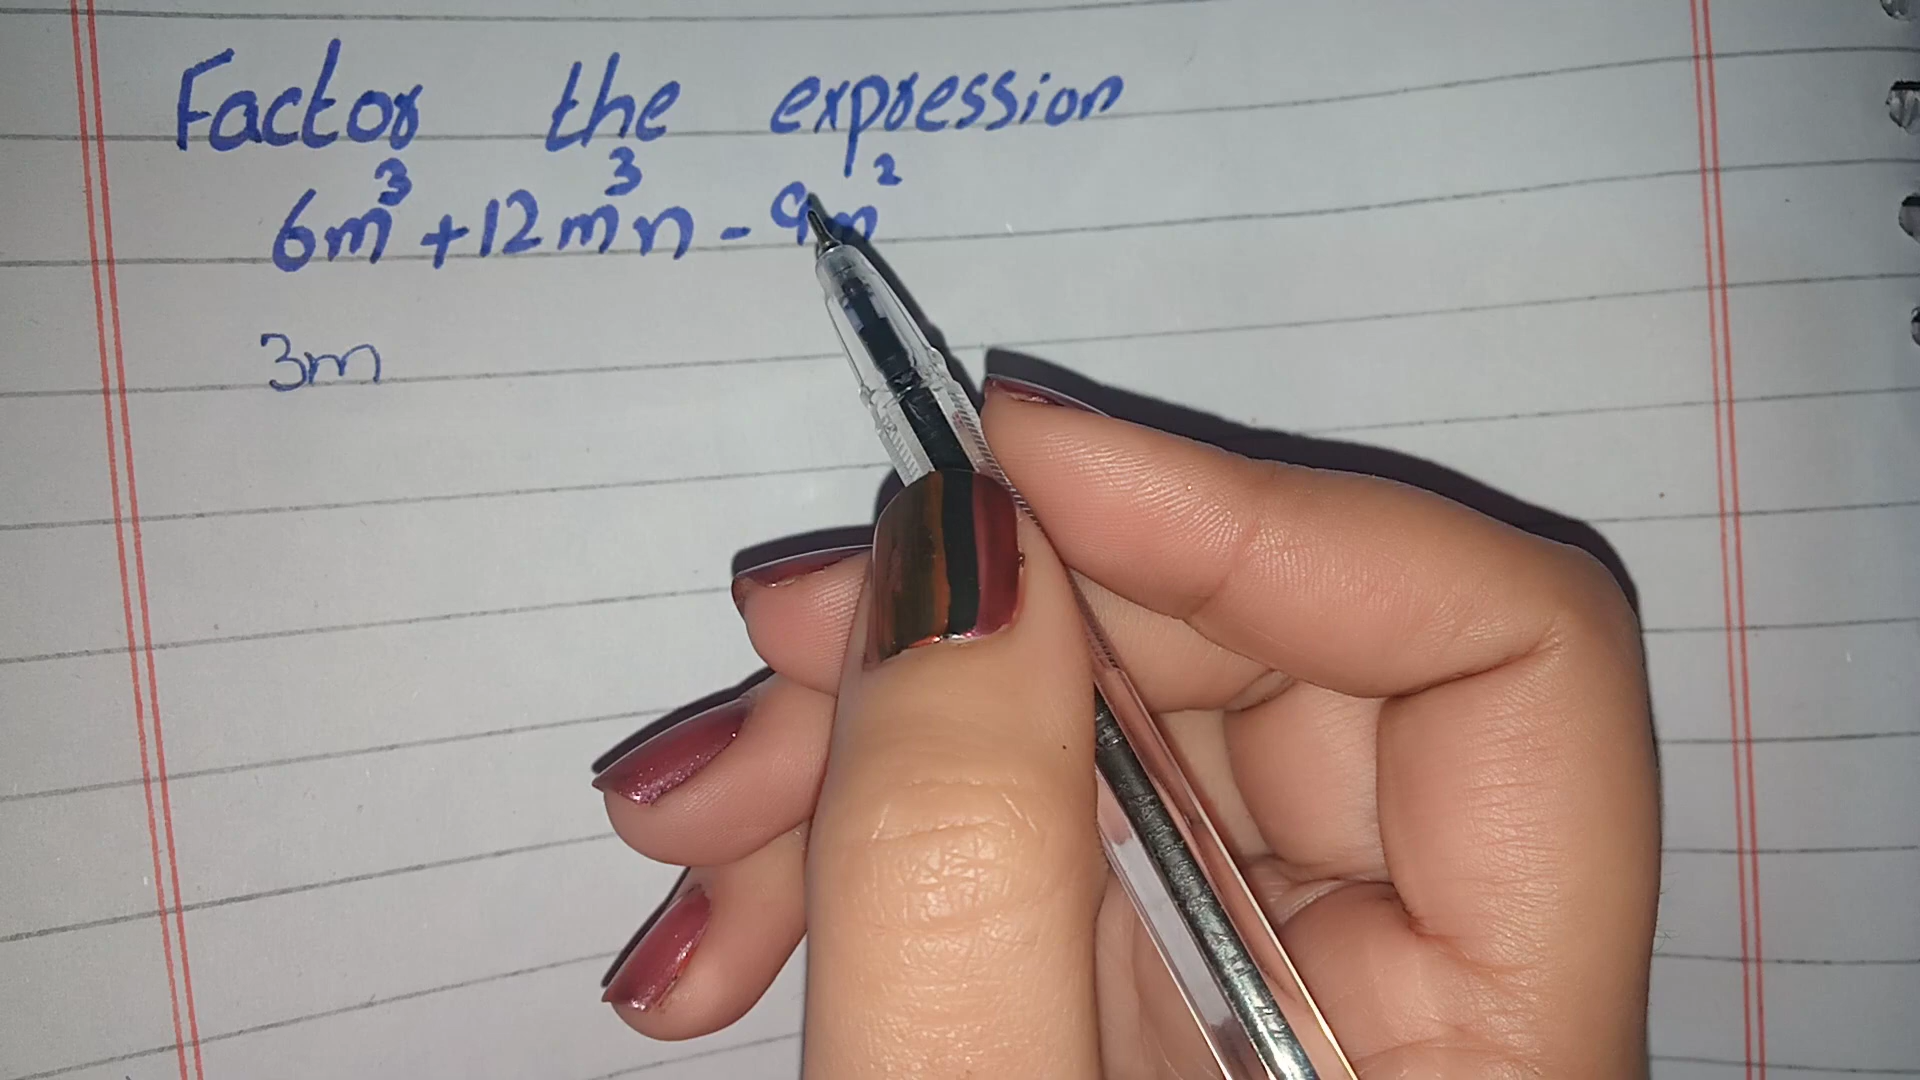 Factor the expression
6m³+12m³n-9m²
3m